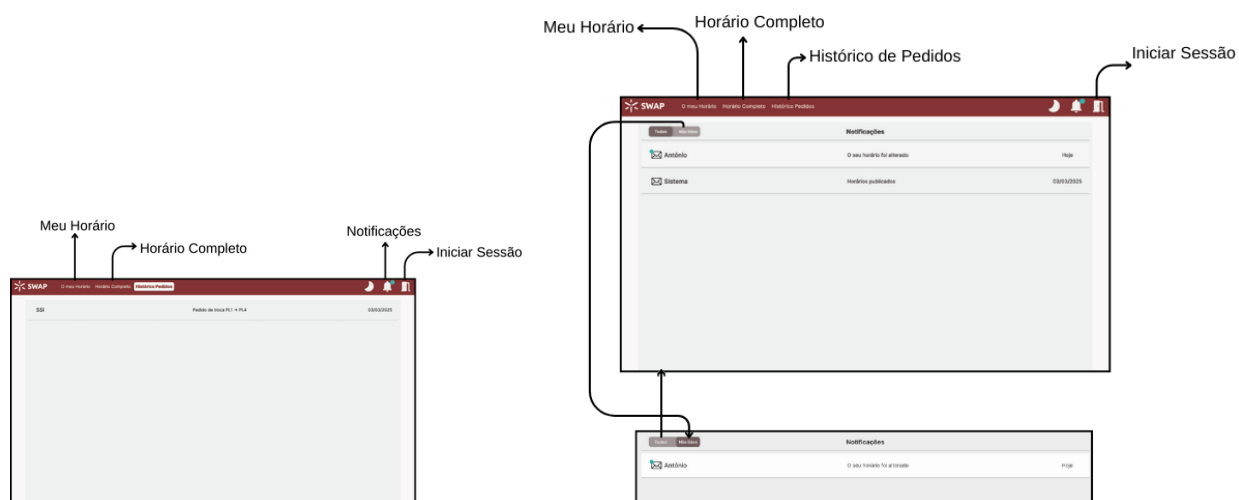 Meu Horário
Horário Completo
Histórico de Pedidos
Iniciar Sessão
SWAP O meu Horário Horário Completo Histórico Pedidos
Todas Não lidas Notificações
António O seu horário foi alterado Hoje
Sistema Horários publicados 03/03/2025
Meu Horário
Horário Completo
Notificações
Iniciar Sessão
SWAP O meu Horário Horário Completo Histórico Pedidos
SSI Pedido de troca PL1 → PL4 03/03/2025
Todas Não lidas Notificações
António O seu horário foi alterado Hoje